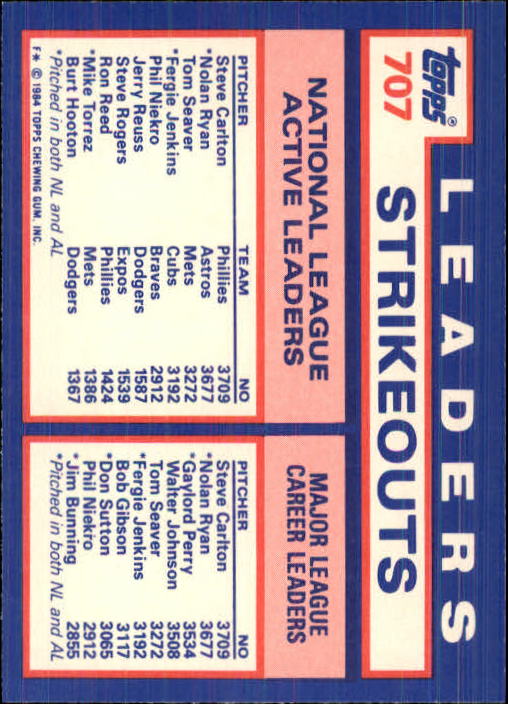 topps®
LEADERS
707 STRIKEOUTS
NATIONAL LEAGUE
ACTIVE LEADERS
PITCHER TEAM NO
Steve Carlton Phillies 3709
*Nolan Ryan Astros 3677
Tom Seaver Mets 3272
*Fergie Jenkins Cubs 3192
Phil Niekro Braves 2912
Jerry Reuss Dodgers 1587
Steve Rogers Expos 1539
Ron Reed Phillies 1424
*Mike Torrez Mets 1386
Burt Hooton Dodgers 1367
*Pitched in both NL and AL
F* © 1984 TOPPS CHEWING GUM, INC.
MAJOR LEAGUE
CAREER LEADERS
PITCHER NO
Steve Carlton 3709
*Nolan Ryan 3677
*Gaylord Perry 3534
Walter Johnson 3508
Tom Seaver 3272
*Fergie Jenkins 3192
Bob Gibson 3117
*Don Sutton 3065
Phil Niekro 2912
*Jim Bunning 2855
*Pitched in both NL and AL